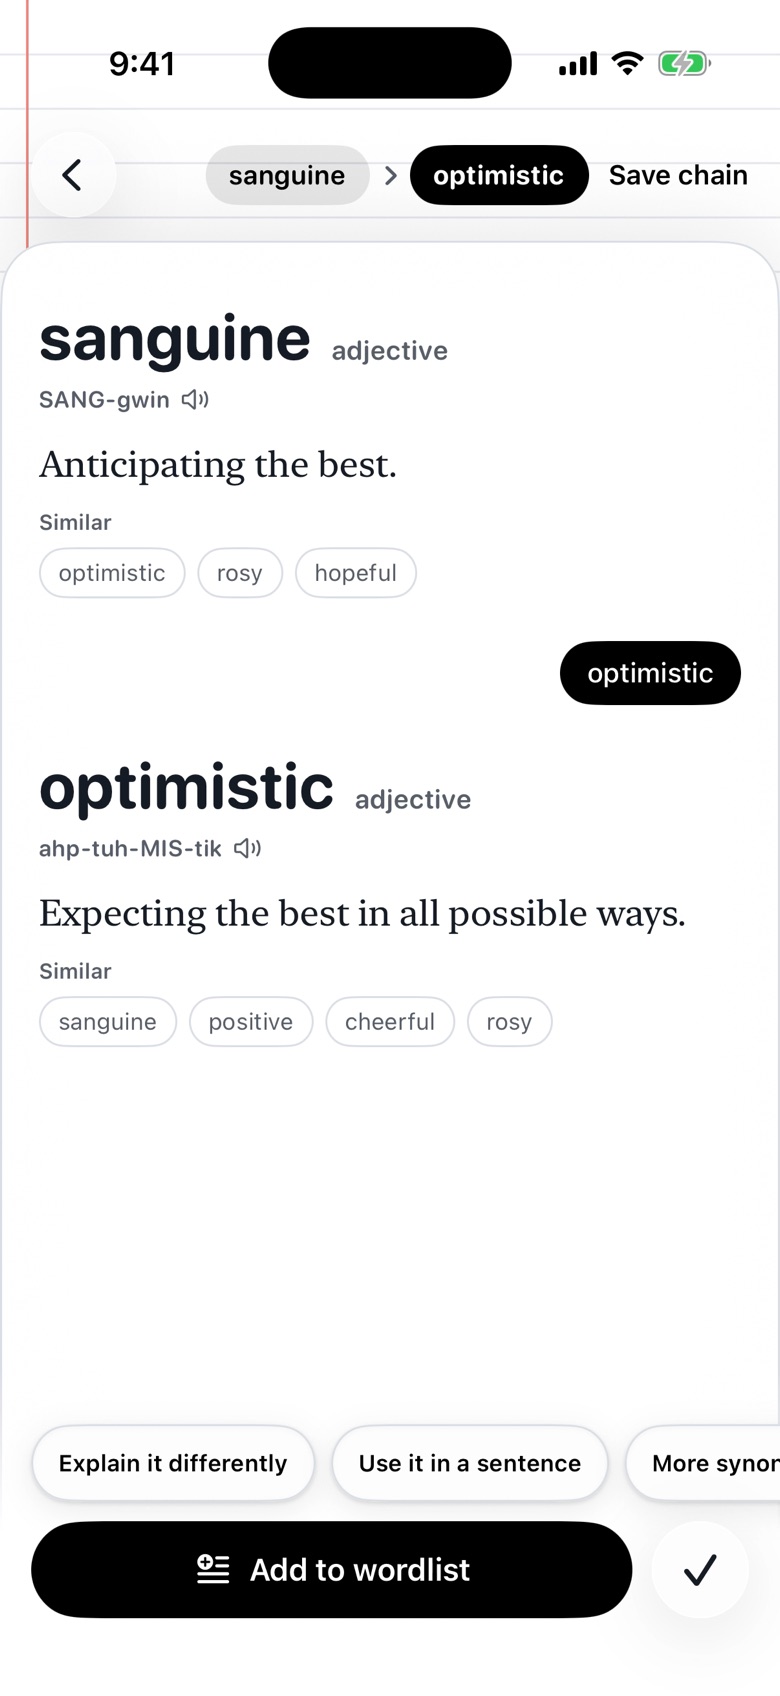 9:41
sanguine > optimistic Save chain
sanguine adjective
SANG-gwin
Anticipating the best.
Similar
optimistic rosy hopeful
optimistic
optimistic adjective
ahp-tuh-MIS-tik
Expecting the best in all possible ways.
Similar
sanguine positive cheerful rosy
Explain it differently Use it in a sentence More synor
Add to wordlist